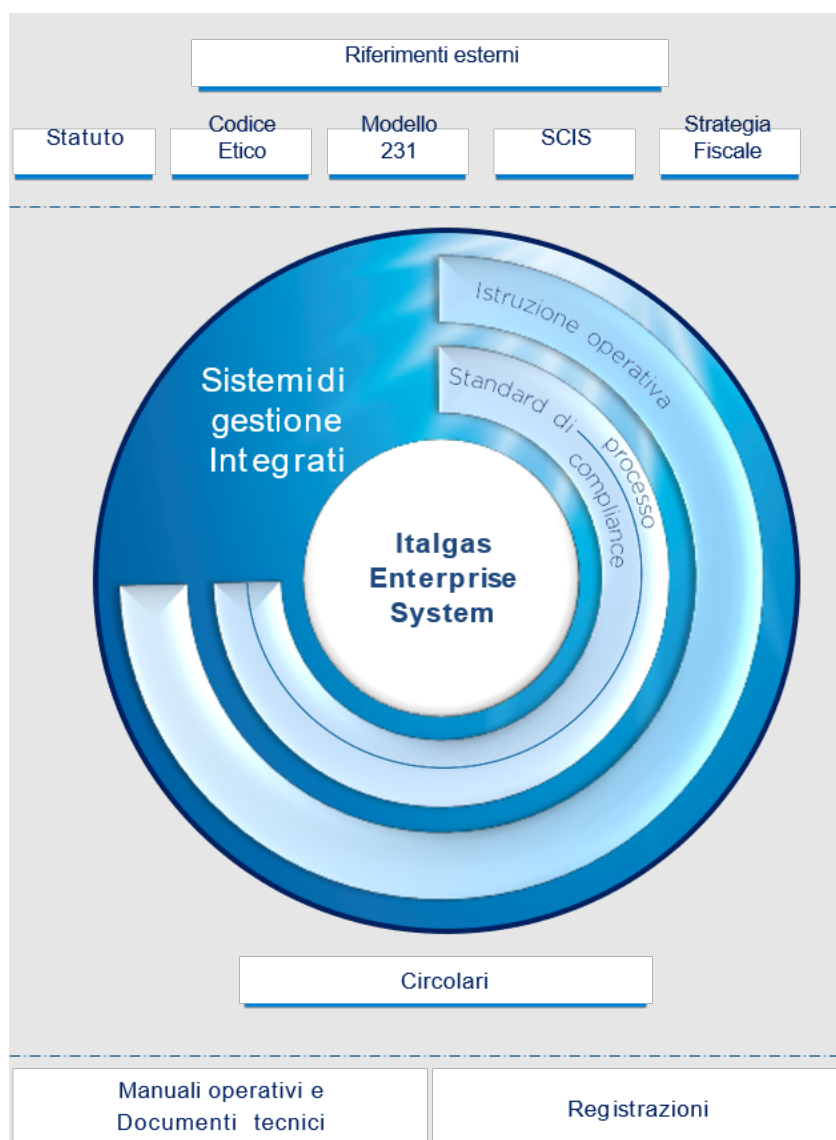 Riferimenti esterni
Statuto
Codice
Etico
Modello
231
SCIS
Strategia
Fiscale
Istruzione operativa
Standard di processo
compliance
Sistemi di
gestione
Integrati
Italgas
Enterprise
System
Circolari
Manuali operativi e
Documenti tecnici
Registrazioni